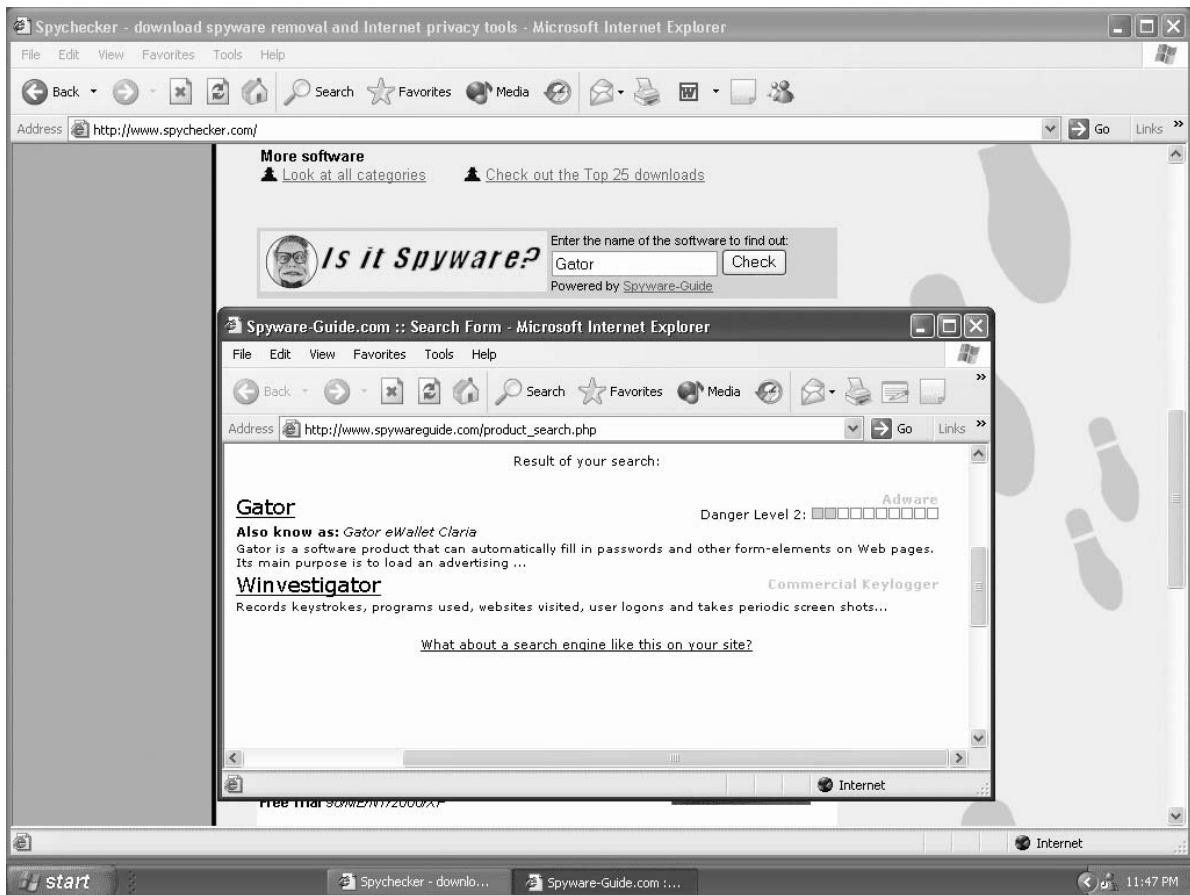 Spychecker - download spyware removal and Internet privacy tools - Microsoft Internet Explorer
File Edit View Favorites Tools Help
Back Search Favorites Media
Address http://www.spychecker.com/ Go Links »
More software
Look at all categories Check out the Top 25 downloads
Is it Spyware?
Enter the name of the software to find out:
Gator Check
Powered by Spyware-Guide
Spyware-Guide.com :: Search Form - Microsoft Internet Explorer
File Edit View Favorites Tools Help
Back Search Favorites Media »
Address http://www.spywareguide.com/product_search.php Go Links »
Result of your search:
Adware
Gator Danger Level 2:
Also know as: Gator eWallet Claria
Gator is a software product that can automatically fill in passwords and other form-elements on Web pages.
Its main purpose is to load an advertising ...
Winvestigator Commercial Keylogger
Records keystrokes, programs used, websites visited, user logons and takes periodic screen shots...
What about a search engine like this on your site?
Internet
Free Trial
Internet
start Spychecker - downlo... Spyware-Guide.com :... 11:47 PM